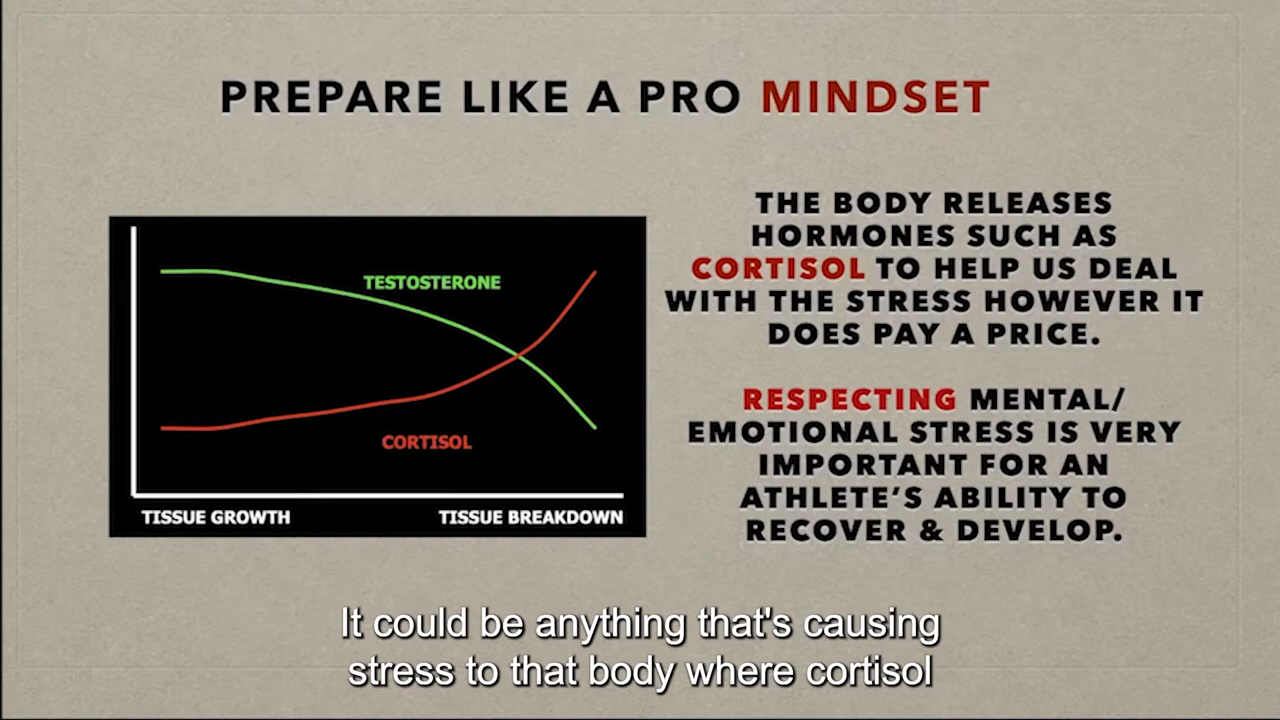 PREPARE LIKE A PRO MINDSET
THE BODY RELEASES
HORMONES SUCH AS
CORTISOL TO HELP US DEAL
WITH THE STRESS HOWEVER IT
DOES PAY A PRICE.
RESPECTING MENTAL/
EMOTIONAL STRESS IS VERY
IMPORTANT FOR AN
ATHLETE'S ABILITY TO
RECOVER & DEVELOP.
TESTOSTERONE
CORTISOL
TISSUE GROWTH
TISSUE BREAKDOWN
It could be anything that's causing
stress to that body where cortisol